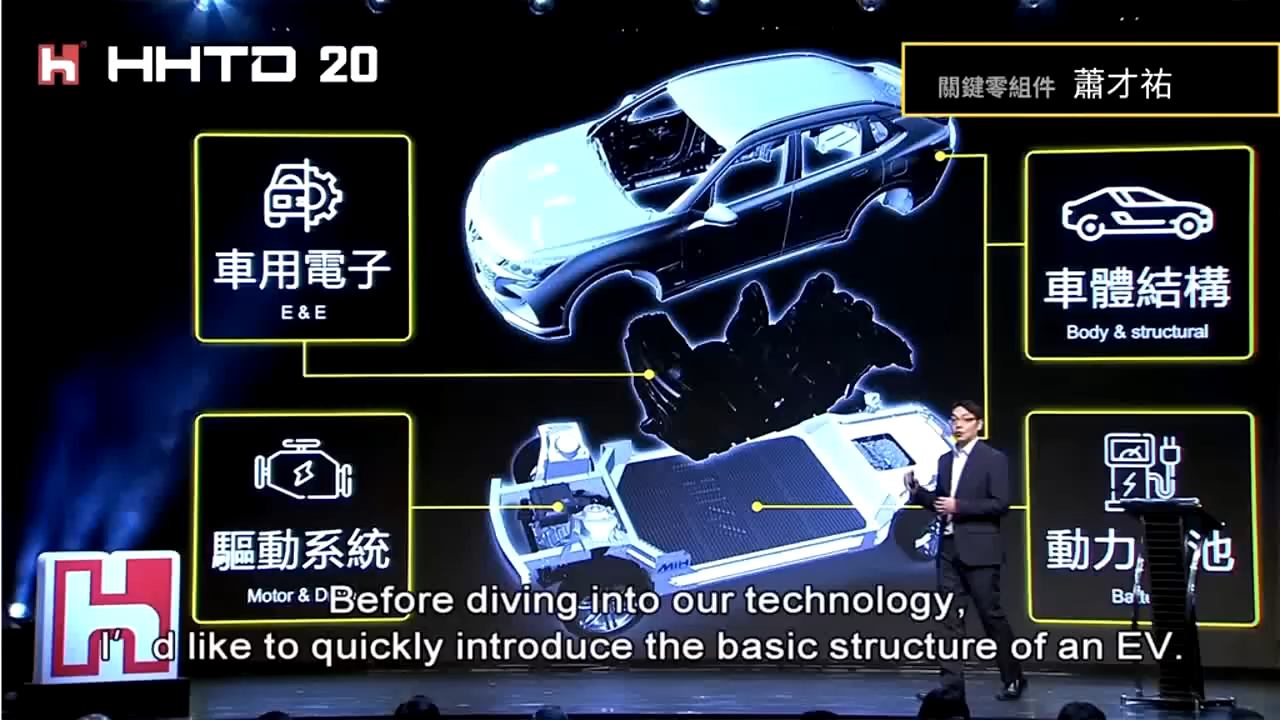 HHTD 20
關鍵零組件 蕭才祐
車用電子
E & E
車體結構
Body & structural
驅動系統
Motor &
動力 池
MIH
Before diving into our technology,
I'd like to quickly introduce the basic structure of an EV.